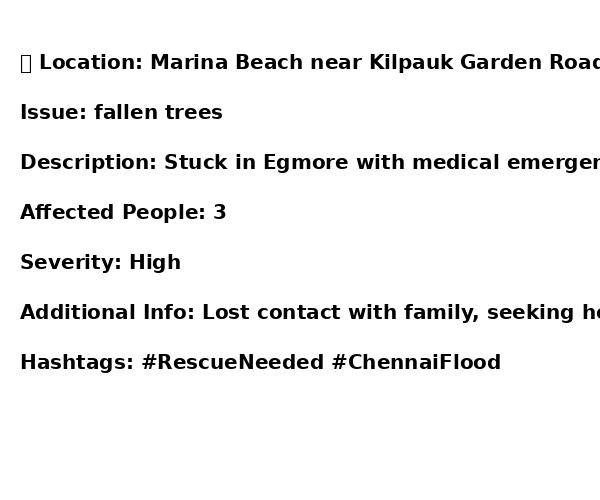 Location: Marina Beach near Kilpauk Garden Road
Issue: fallen trees
Description: Stuck in Egmore with medical
Affected People: 3
Severity: High
Additional Info: Lost contact with family, seeking
Hashtags: #RescueNeeded #ChennaiFlood